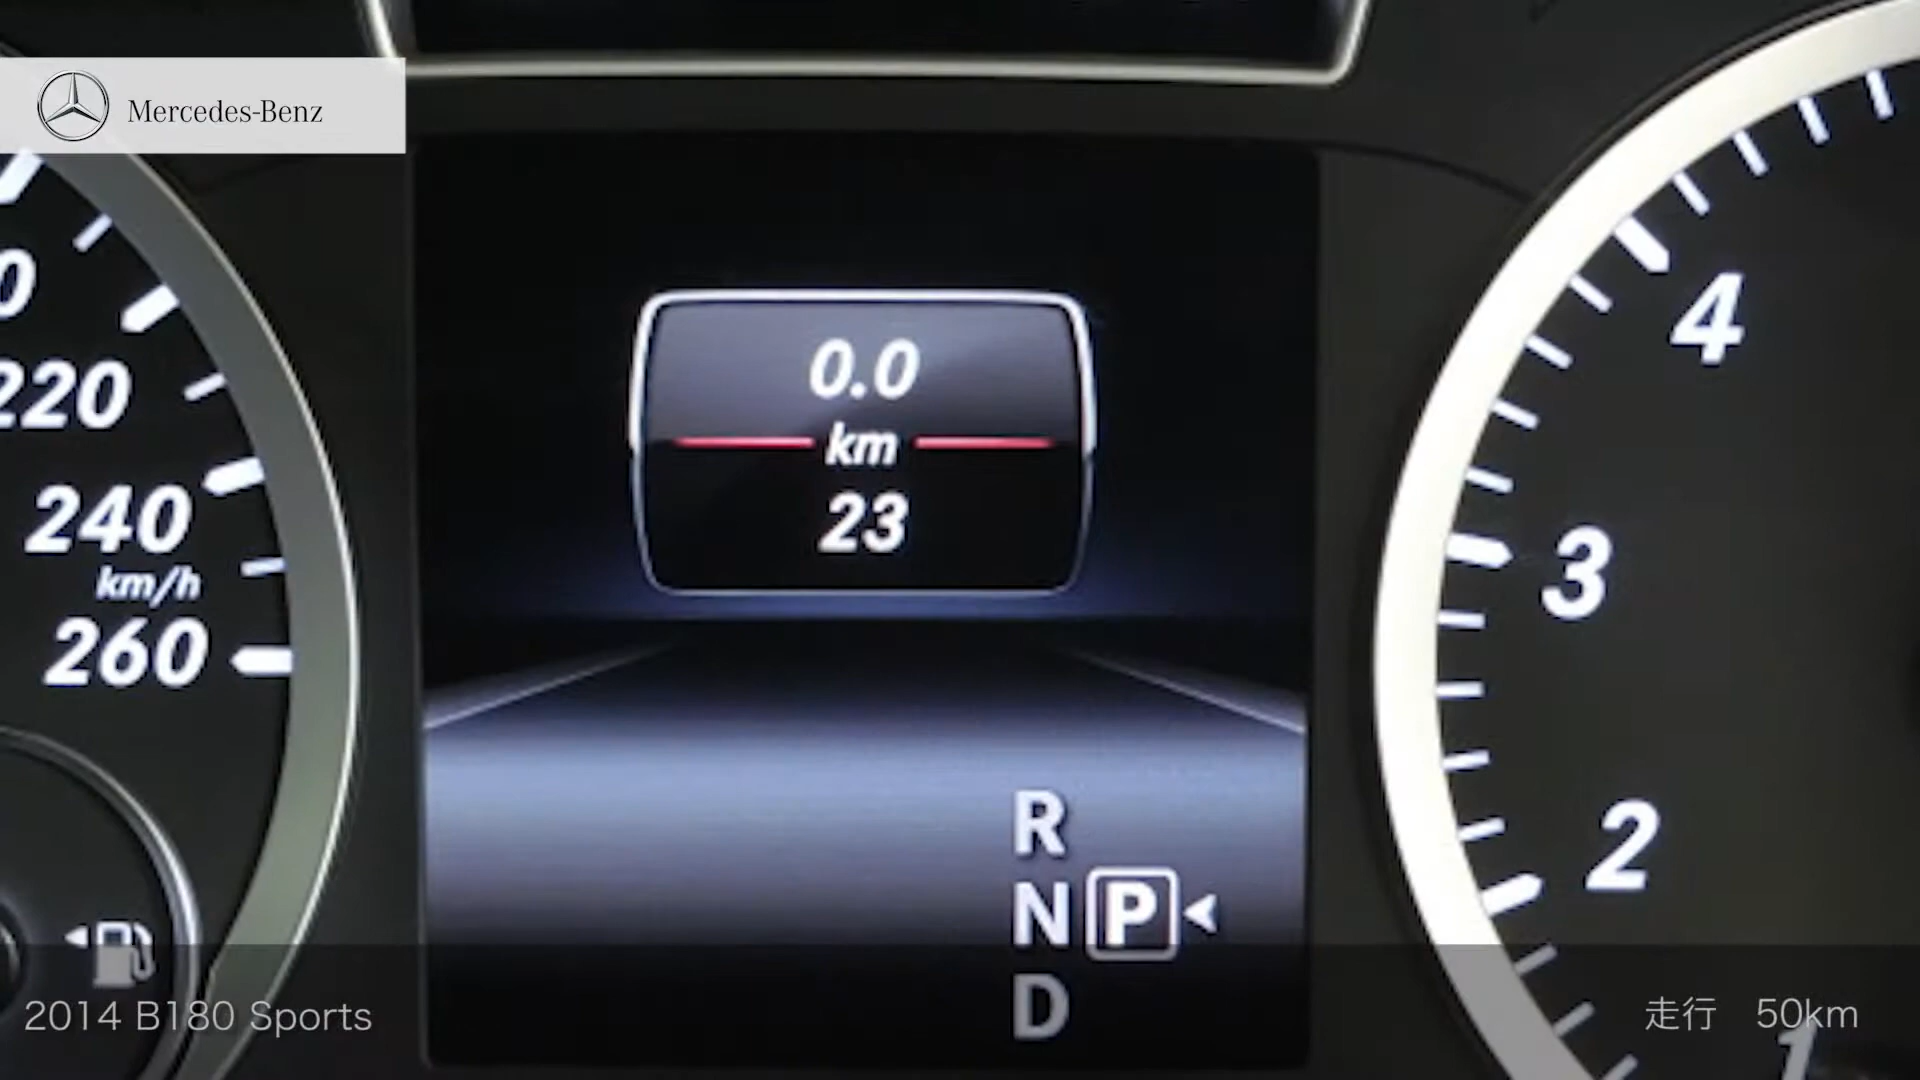 Mercedes-Benz
220
240
km/h
260
0.0
km
23
R
N P
D
4
3
2
1
2014 B180 Sports
走行 50km